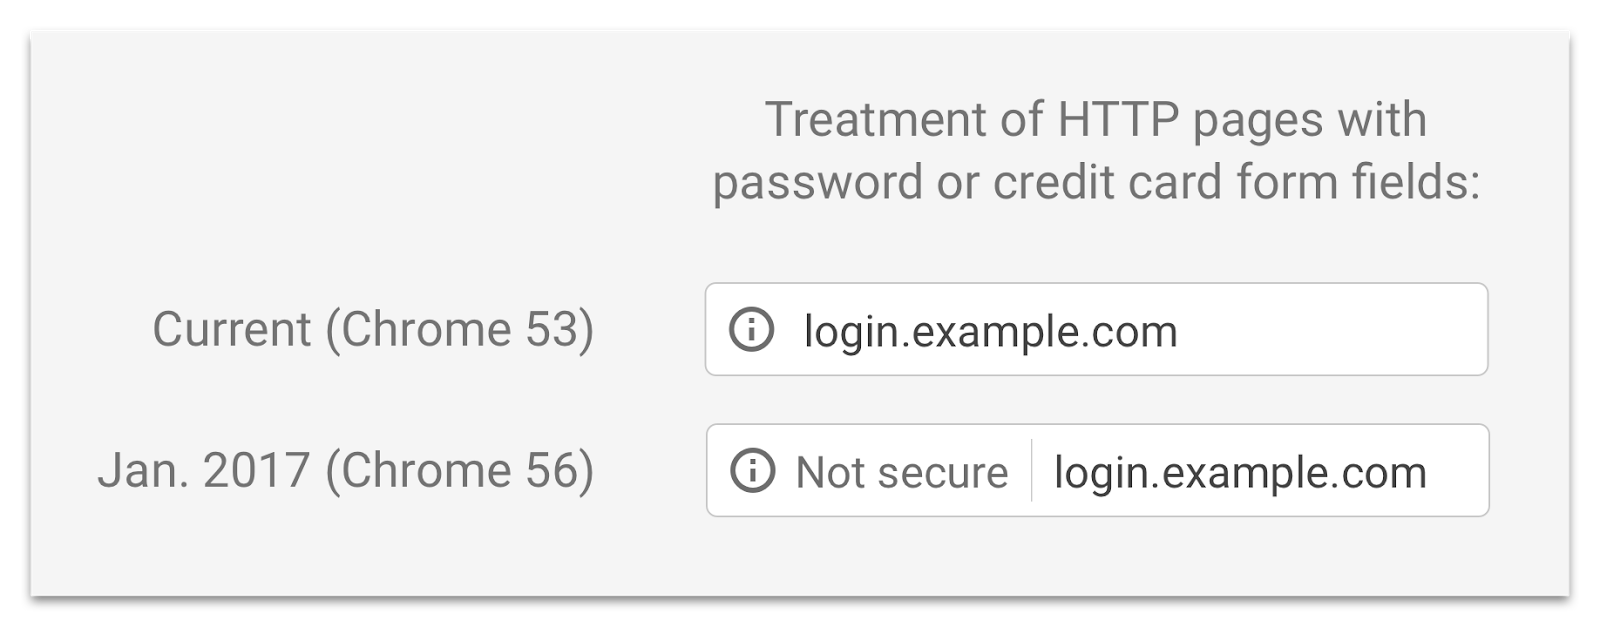 Treatment of HTTP pages with
password or credit card form fields:
Current (Chrome 53)
login.example.com
Jan. 2017 (Chrome 56)
Not secure
login.example.com